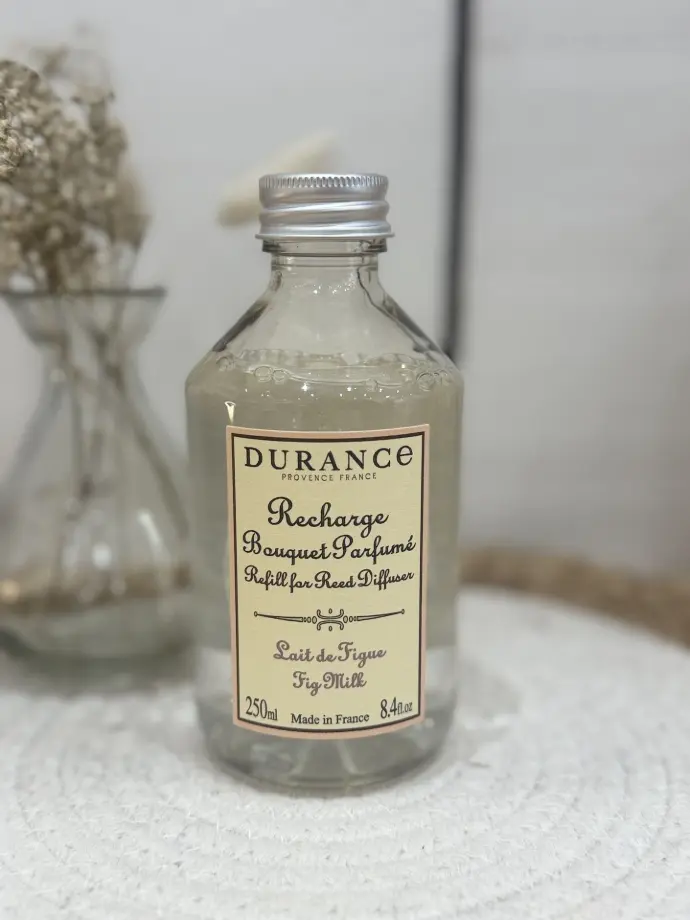 DURANCe
PROVENCE FRANCE
Recharge
Bouquet Parfumé
Refill for Reed Diffuser
Lait de Figue
Fig Milk
250ml Made in France 8.4fl.oz